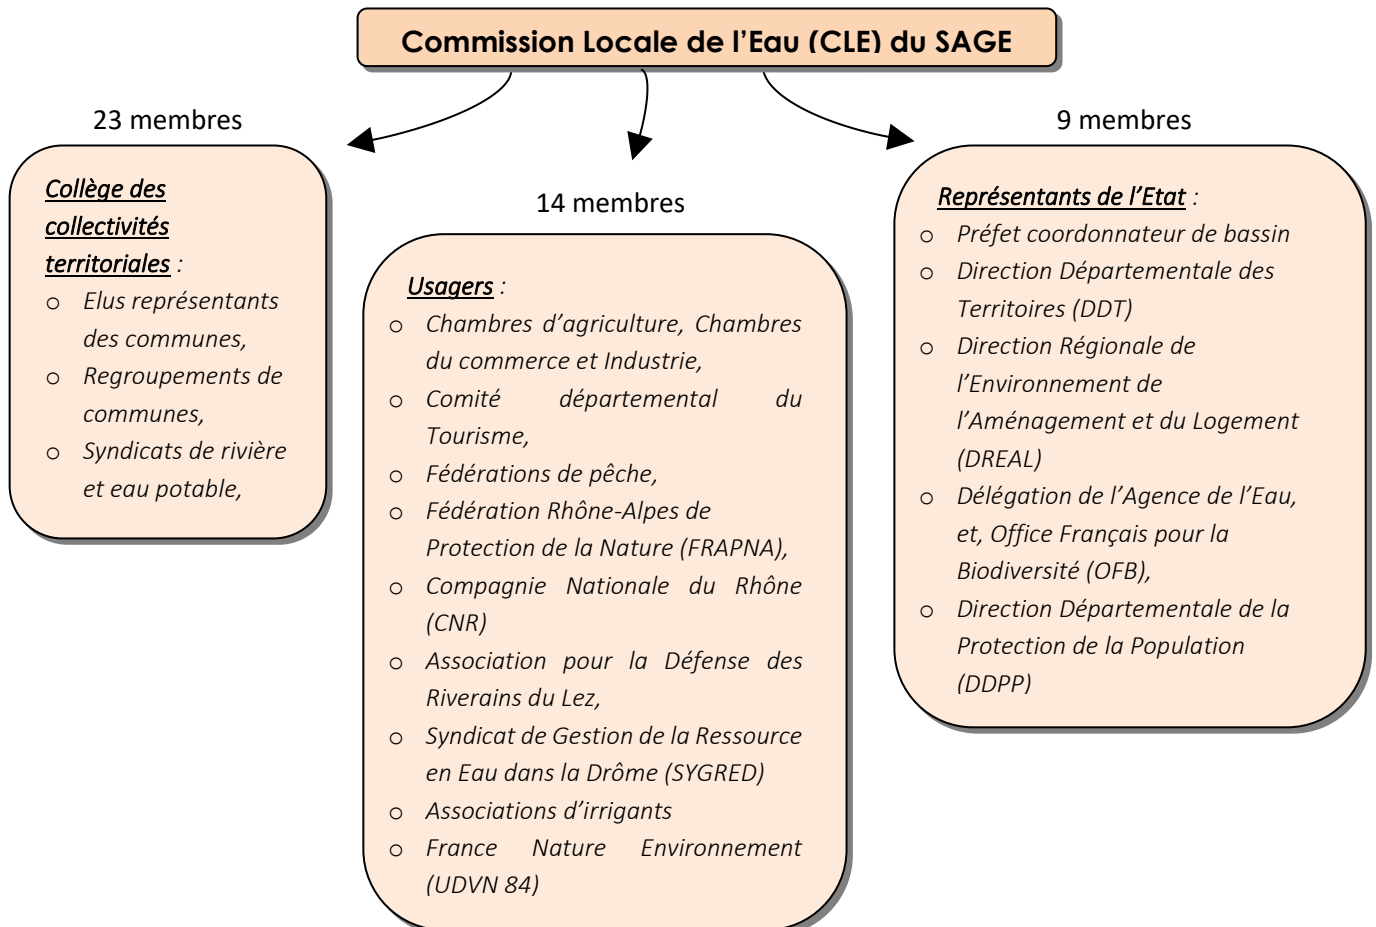 Commission Locale de l’Eau (CLE) du SAGE
23 membres
Collège des
collectivités
territoriales :
o Elus représentants
des communes,
o Regroupements de
communes,
o Syndicats de rivière
et eau potable,
14 membres
Usagers :
o Chambres d’agriculture, Chambres
du commerce et Industrie,
o Comité départemental du
Tourisme,
o Fédérations de pêche,
o Fédération Rhône-Alpes de
Protection de la Nature (FRAPNA),
o Compagnie Nationale du Rhône
(CNR)
o Association pour la Défense des
Riverains du Lez,
o Syndicat de Gestion de la Ressource
en Eau dans la Drôme (SYGRED)
o Associations d’irrigants
o France Nature Environnement
(UDVN 84)
9 membres
Représentants de l’Etat :
o Préfet coordonnateur de bassin
o Direction Départementale des
Territoires (DDT)
o Direction Régionale de
l’Environnement de
l’Aménagement et du Logement
(DREAL)
o Délégation de l’Agence de l’Eau,
et, Office Français pour la
Biodiversité (OFB),
o Direction Départementale de la
Protection de la Population
(DDPP)